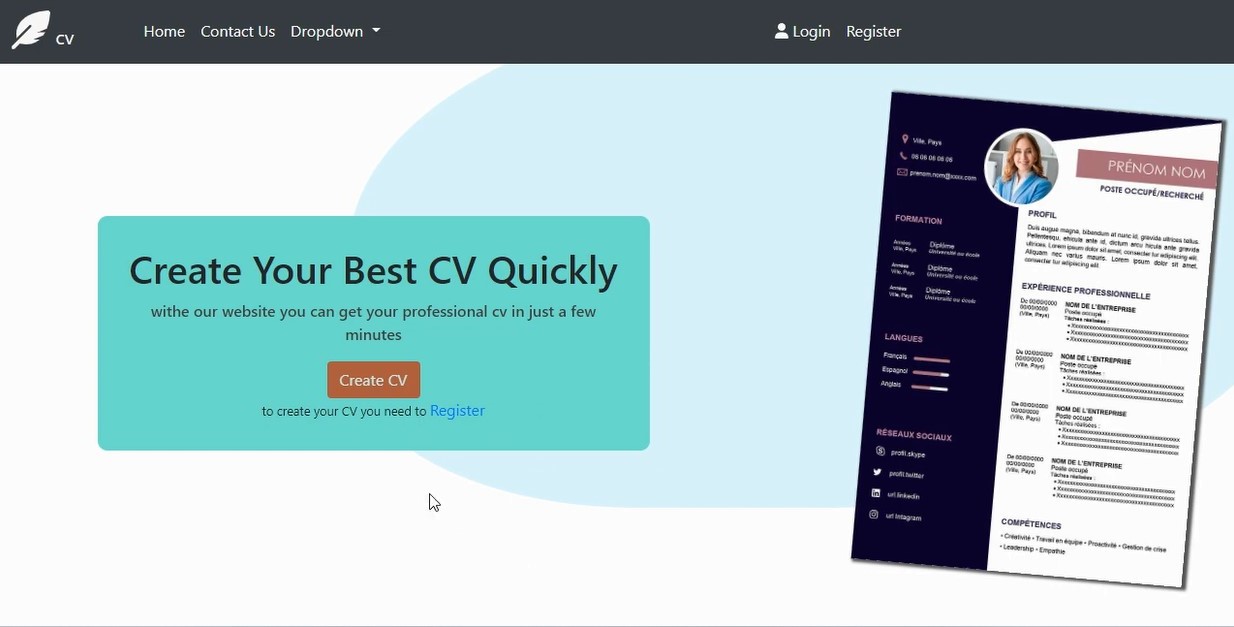 CV
Home Contact Us Dropdown
Login Register
Create Your Best CV Quickly
withe our website you can get your professional cv in just a few
minutes
Create CV
to create your CV you need to Register
Ville, Pays
06 06 06 06 06
prenom.nom@xxxx.com
FORMATION
Années
Ville, Pays
Diplôme
Université ou école
Années
Ville, Pays
Diplôme
Université ou école
Années
Ville, Pays
Diplôme
Université ou école
LANGUES
Français
Espagnol
Anglais
RÉSEAUX SOCIAUX
profil.skype
profil.twitter
url.linkedin
url Intagram
PRÉNOM NOM
POSTE OCCUPÉ/RECHERCHÉ
PROFIL
Duis augue magna, bibendum at nunc id, gravida ultrices tellus.
Pellentesqu, ehicula ante id, dictum arcu hicula ante gravida
ultrices. Lorem ipsum dolor sit amet, consectetur adipiscing elit.
Aliquam nec varius mauris. Lorem ipsum dolor sit amet,
consectetur adipiscing elit.
EXPÉRIENCE PROFESSIONNELLE
De 00/00/0000
00/00/0000
(Ville, Pays)
NOM DE L'ENTREPRISE
Poste occupé
Tâches réalisées :
De 00/00/0000
00/00/0000
(Ville, Pays)
NOM DE L'ENTREPRISE
Poste occupé
Tâches réalisées :
De 00/00/0000
00/00/0000
(Ville, Pays)
NOM DE L'ENTREPRISE
Poste occupé
Tâches réalisées :
De 00/00/0000
00/00/0000
(Ville, Pays)
NOM DE L'ENTREPRISE
Poste occupé
Tâches réalisées :
COMPÉTENCES
• Créativité • Travail en équipe • Proactivité • Gestion de crise
• Leadership • Empathie